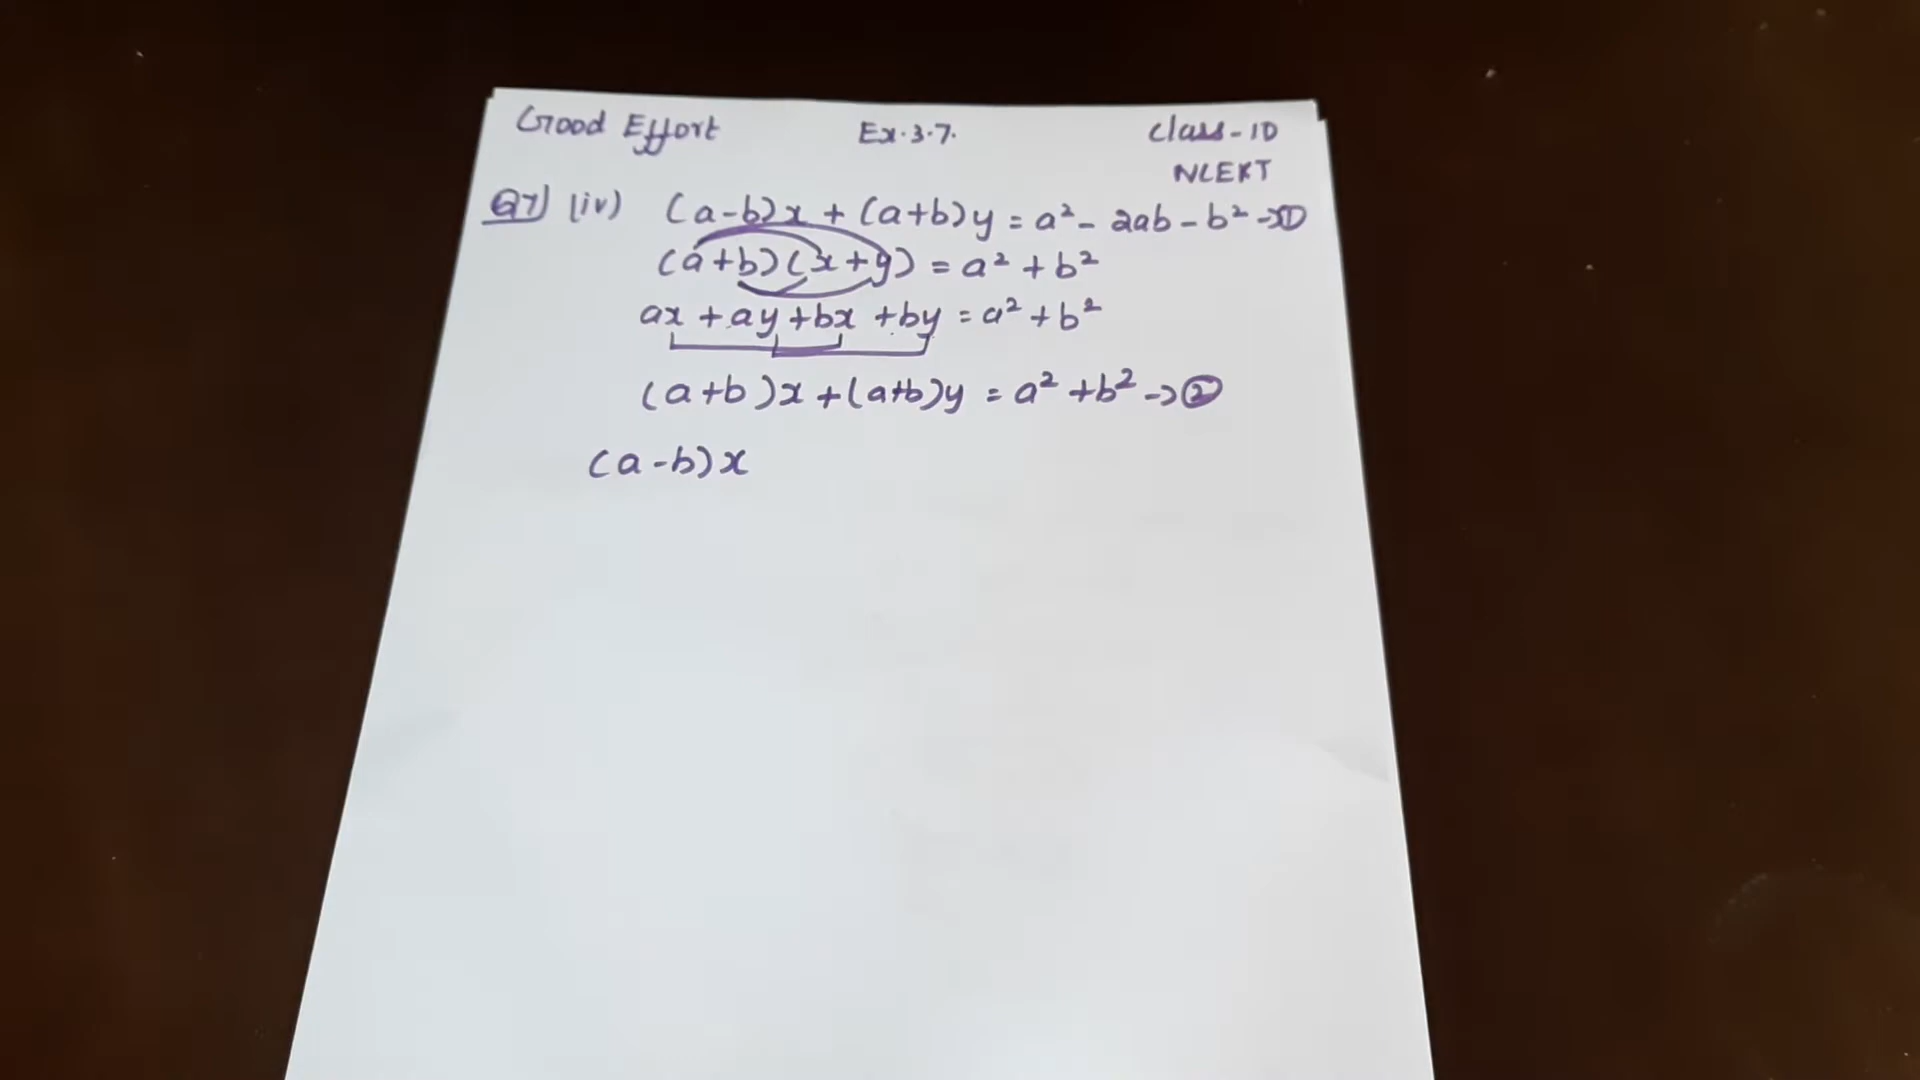 Good Effort Ex.3.7. Class-10
NCERT
Q7) (iv) (a-b)x + (a+b)y = a² - 2ab - b² →①
(a+b)(x+y) = a² + b²
ax + ay + bx + by = a² + b²
(a+b)x + (a+b)y = a² + b² →②
(a-b)x